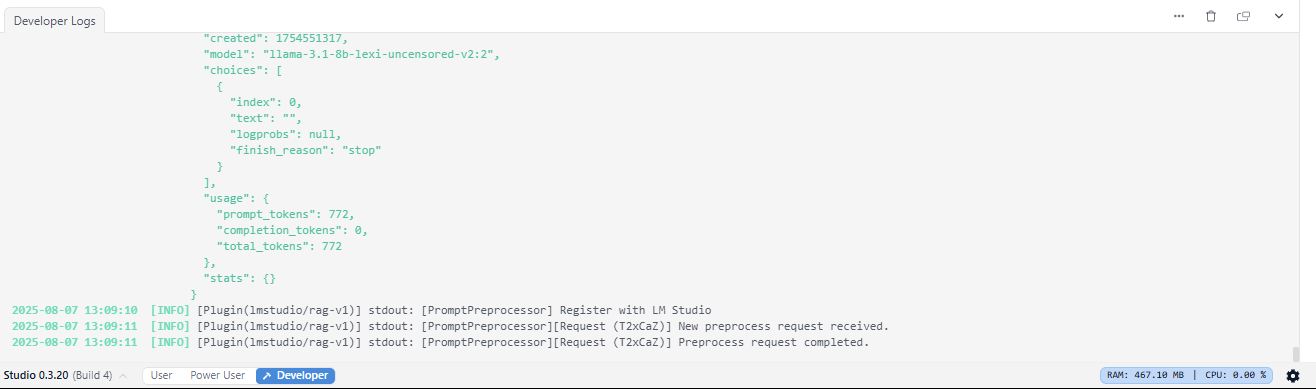 Developer Logs
"created": 1754551317,
"model": "llama-3.1-8b-lexi-uncensored-v2:2",
"choices": [
{
"index": 0,
"text": "",
"logprobs": null,
"finish_reason": "stop"
}
],
"usage": {
"prompt_tokens": 772,
"completion_tokens": 0,
"total_tokens": 772
},
"stats": {}
}
2025-08-07 13:09:10 [INFO] [Plugin(lmstudio/rag-v1)] stdout: [PromptPreprocessor] Register with LM Studio
2025-08-07 13:09:11 [INFO] [Plugin(lmstudio/rag-v1)] stdout: [PromptPreprocessor][Request (T2xCaZ)] New preprocess request received.
2025-08-07 13:09:11 [INFO] [Plugin(lmstudio/rag-v1)] stdout: [PromptPreprocessor][Request (T2xCaZ)] Preprocess request completed.
Studio 0.3.20 (Build 4) User Power User Developer RAM: 467.10 MB | CPU: 0.00 %